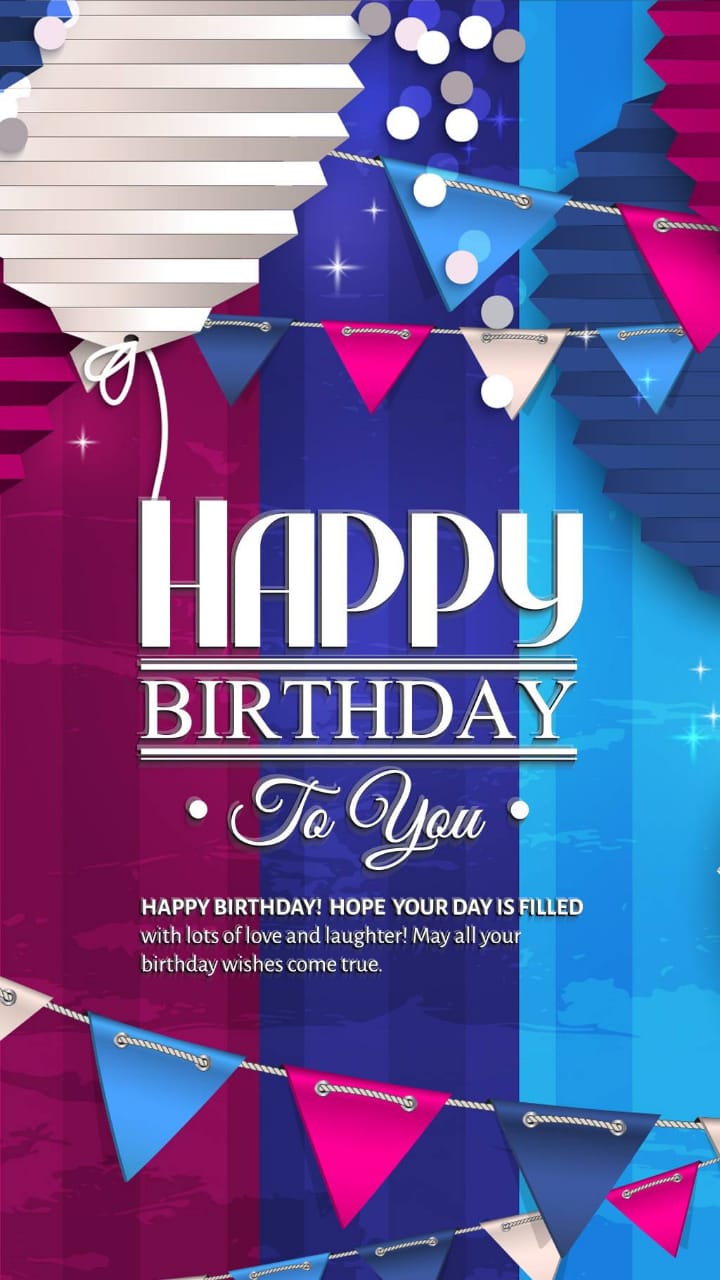 HAPPY
BIRTHDAY
To You
HAPPY BIRTHDAY! HOPE YOUR DAY IS FILLED
with lots of love and laughter! May all your
birthday wishes come true.